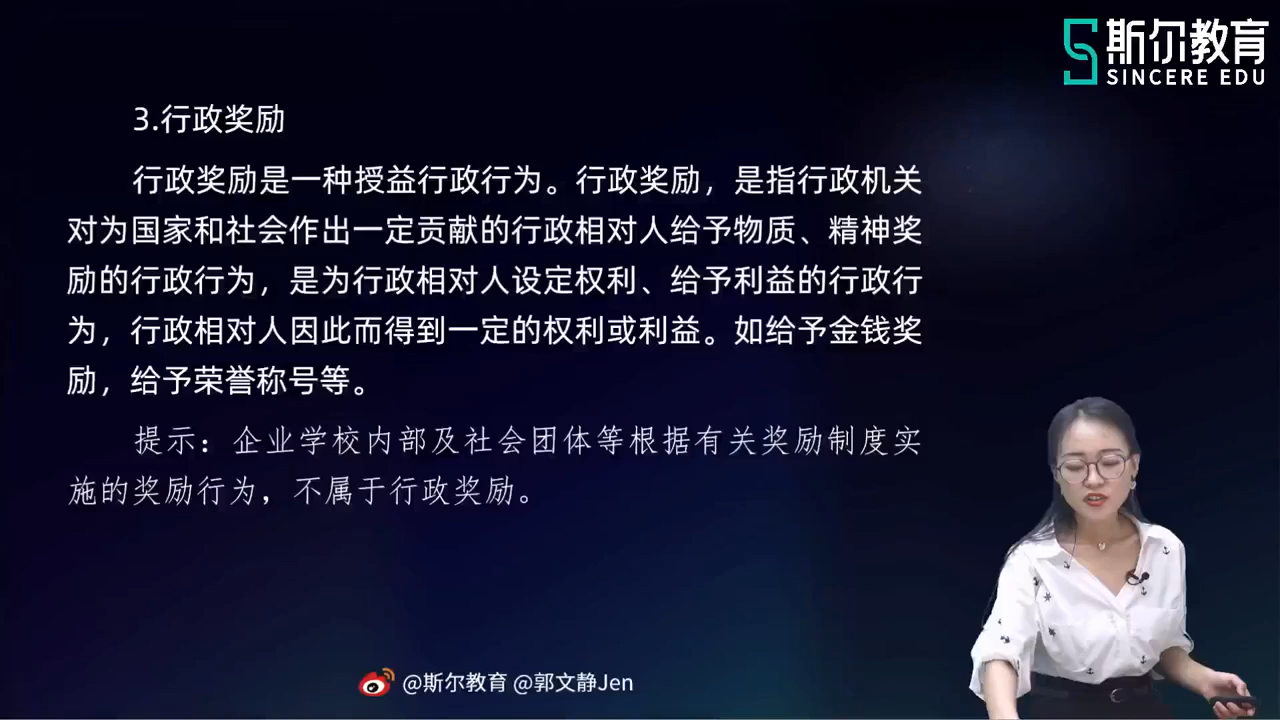 斯尔教育
SINCERE EDU
3.行政奖励
行政奖励是一种授益行政行为。行政奖励，是指行政机关
对为国家和社会作出一定贡献的行政相对人给予物质、精神奖
励的行政行为，是为行政相对人设定权利、给予利益的行政行
为，行政相对人因此而得到一定的权利或利益。如给予金钱奖
励，给予荣誉称号等。
提示：企业学校内部及社会团体等根据有关奖励制度实
施的奖励行为，不属于行政奖励。
@斯尔教育 @郭文静Jen